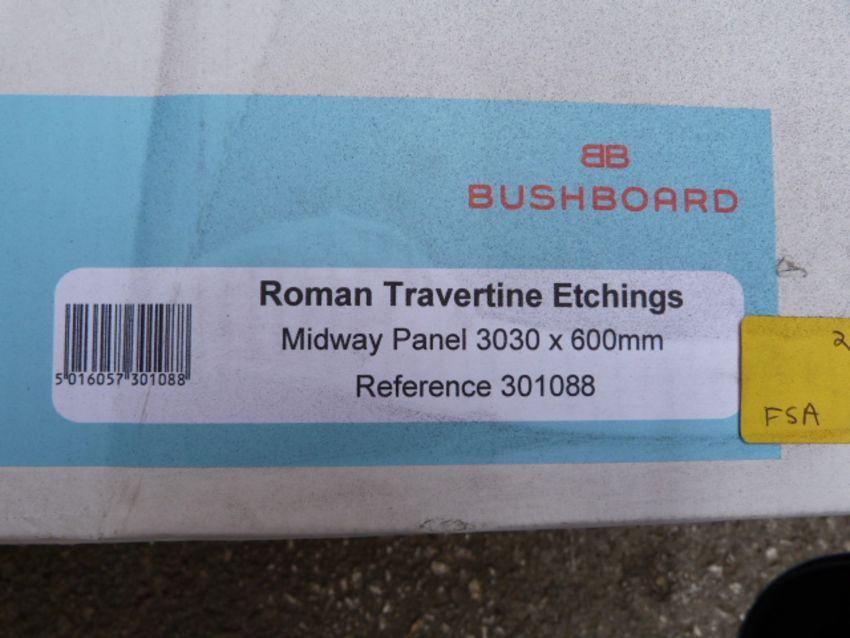 BB
BUSHBOARD
Roman Travertine Etchings
Midway Panel 3030 x 600mm
Reference 301088
5 016057 301088
2
FSA